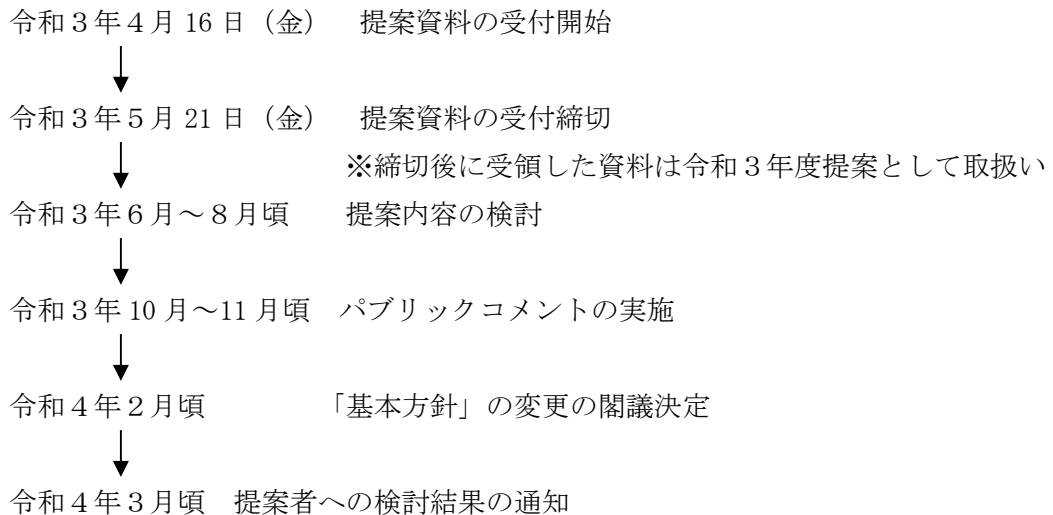 令和３年４月 16 日（金）　提案資料の受付開始
令和３年５月 21 日（金）　提案資料の受付締切
※締切後に受領した資料は令和３年度提案として取扱い
令和３年６月～８月頃　　提案内容の検討
令和３年 10 月～11 月頃　パブリックコメントの実施
令和４年２月頃　　　　「基本方針」の変更の閣議決定
令和４年３月頃　提案者への検討結果の通知